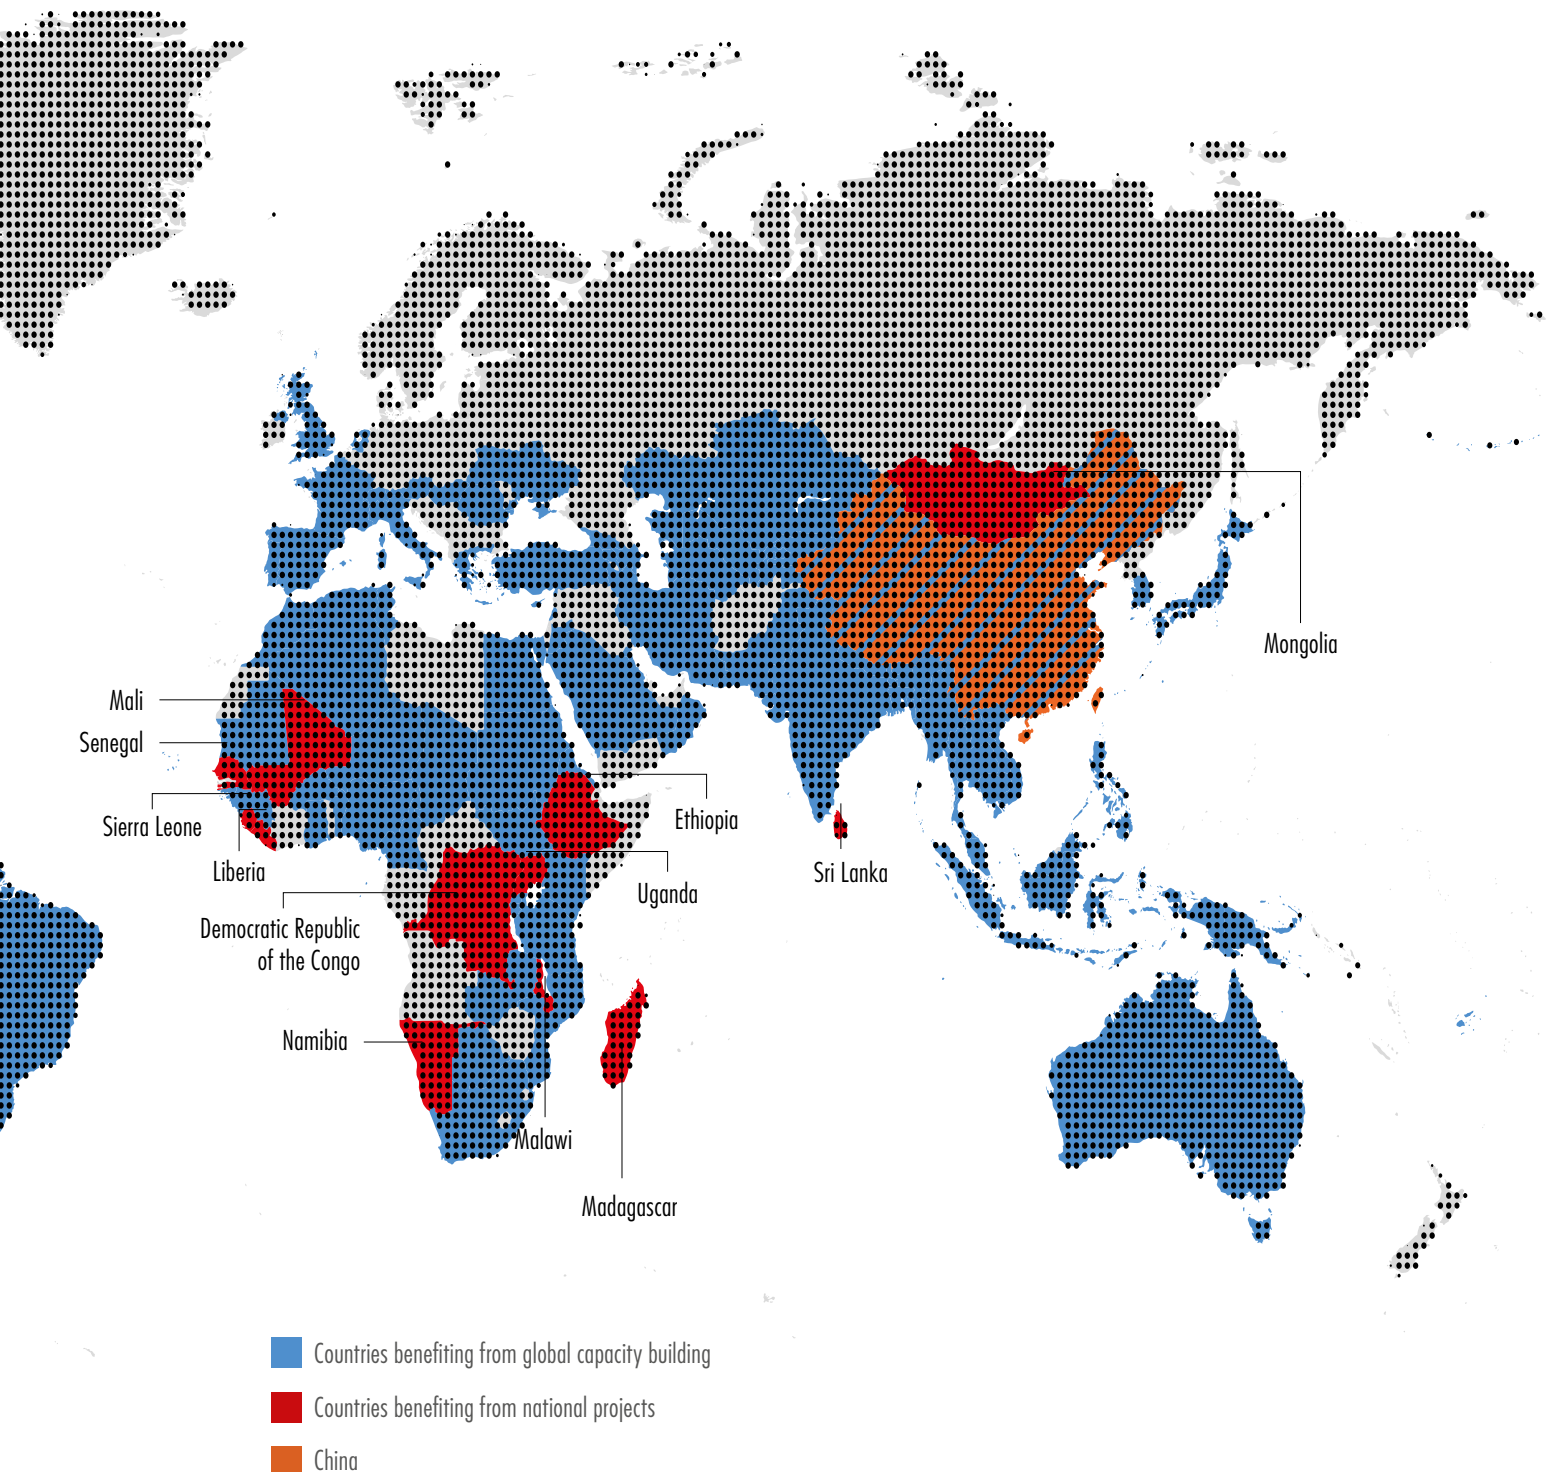 Mongolia
Mali
Senegal
Sierra Leone
Ethiopia
Liberia
Sri Lanka
Uganda
Democratic Republic
of the Congo
Namibia
Malawi
Madagascar
Countries benefiting from global capacity building
Countries benefiting from national projects
China